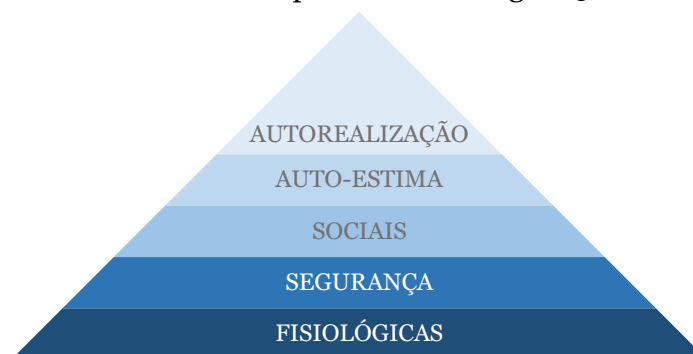 AUTOREALIZAÇÃO
AUTO-ESTIMA
SOCIAIS
SEGURANÇA
FISIOLÓGICAS